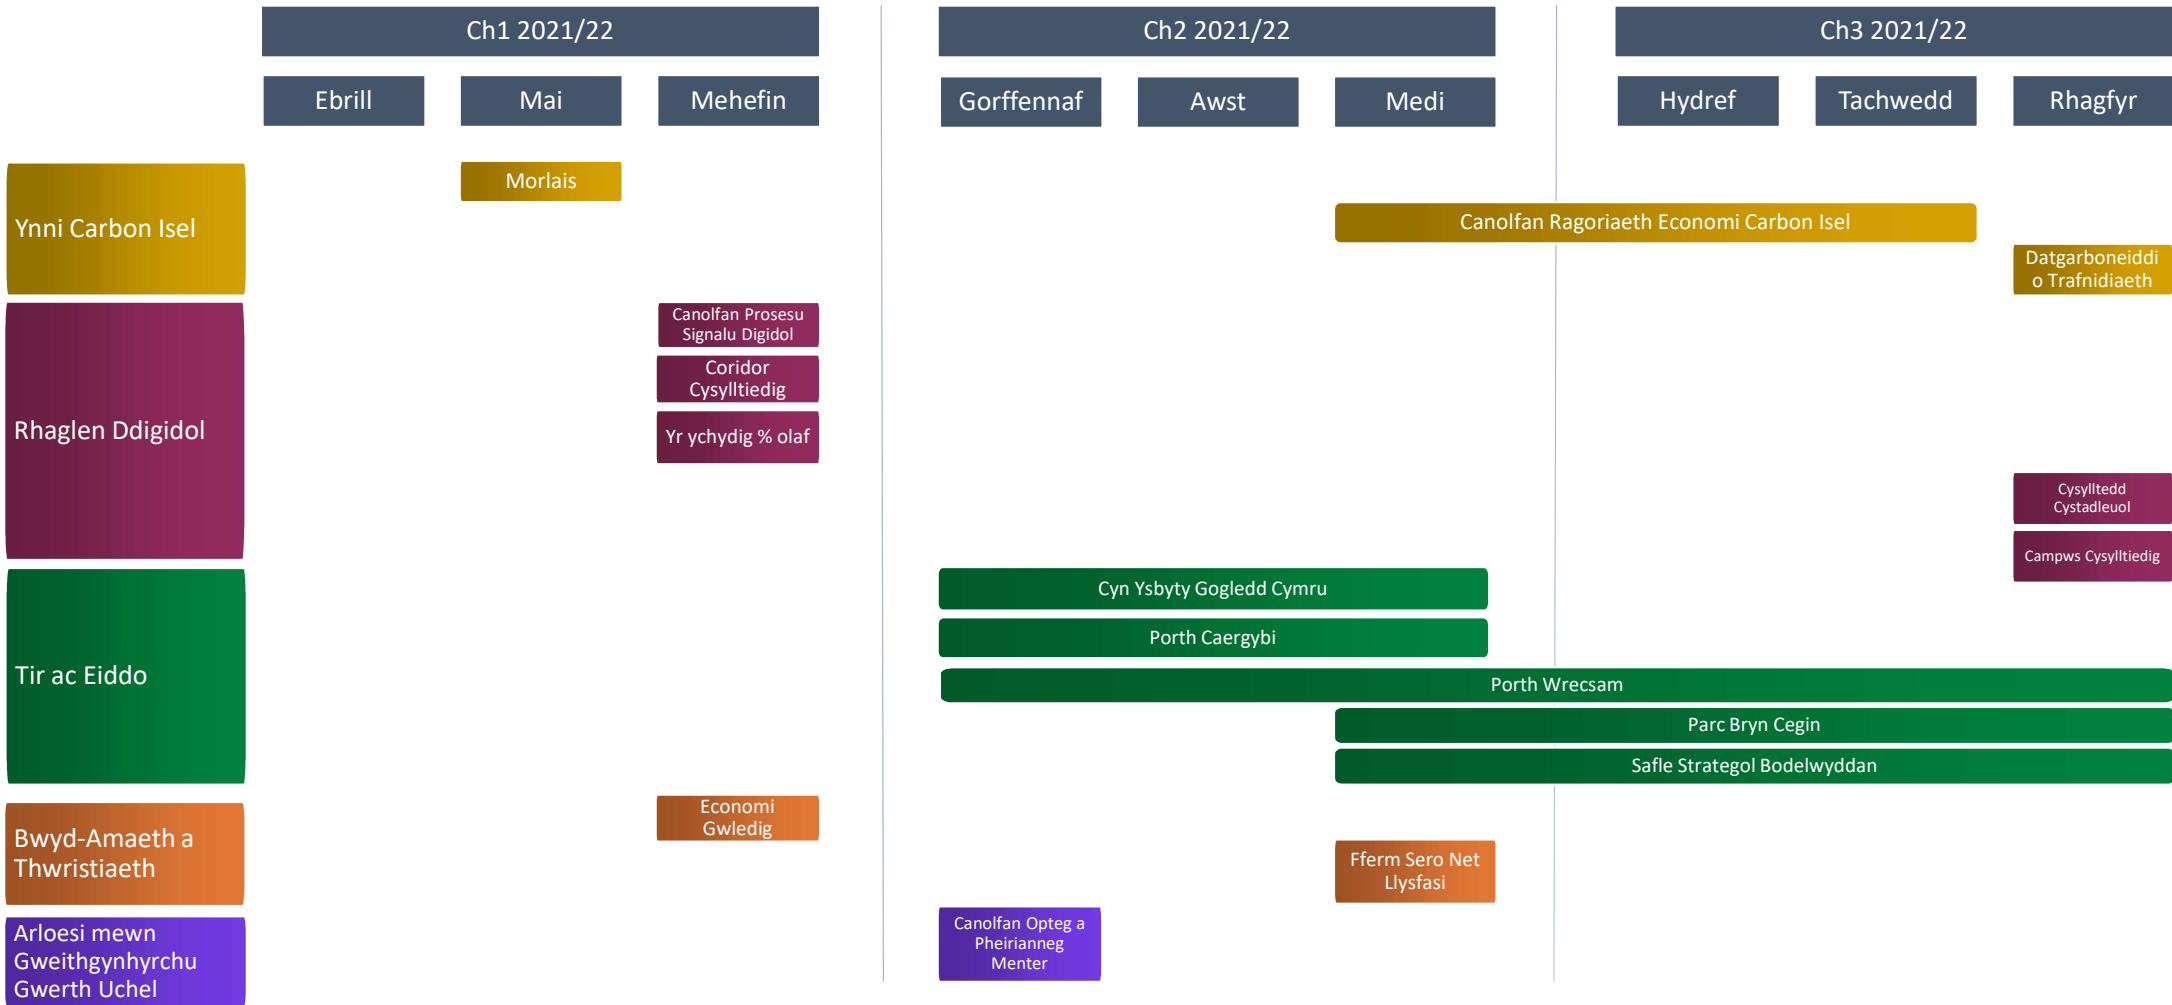 Ch1 2021/22
Ch2 2021/22
Ch3 2021/22
Ebrill
Mai
Mehefin
Gorffennaf
Awst
Medi
Hydref
Tachwedd
Rhagfyr
Ynni Carbon Isel
Morlais
Canolfan Ragoriaeth Economi Carbon Isel
Datgarboneiddi
o Trafnidiaeth
Rhaglen Ddigidol
Canolfan Prosesu
Signalu Digidol
Coridor
Cysylltiedig
Yr ychydig % olaf
Cysylltedd
Cystadleuol
Campws Cysylltiedig
Tir ac Eiddo
Cyn Ysbyty Gogledd Cymru
Porth Caergybi
Porth Wrecsam
Parc Bryn Cegin
Safle Strategol Bodelwyddan
Bwyd-Amaeth a
Thwristiaeth
Economi
Gwledig
Fferm Sero Net
Llysfasi
Arloesi mewn
Gweithgynhyrchu
Gwerth Uchel
Canolfan Opteg a
Pheirianneg
Menter